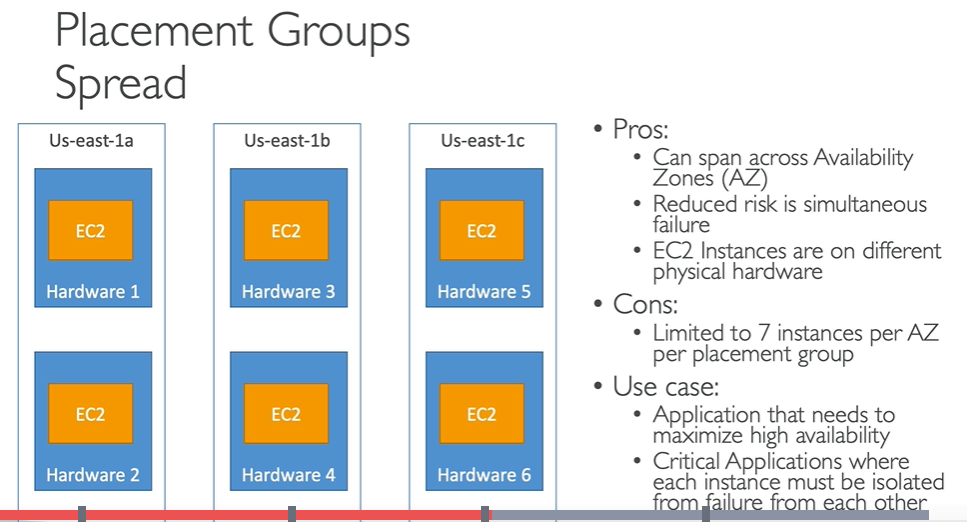 Placement Groups
Spread
Us-east-1a
EC2
Hardware 1
EC2
Hardware 2
Us-east-1b
EC2
Hardware 3
EC2
Hardware 4
Us-east-1c
EC2
Hardware 5
EC2
Hardware 6
• Pros:
• Can span across Availability
Zones (AZ)
• Reduced risk is simultaneous
failure
• EC2 Instances are on different
physical hardware
• Cons:
• Limited to 7 instances per AZ
per placement group
• Use case:
• Application that needs to
maximize high availability
• Critical Applications where
each instance must be isolated
from failure from each other